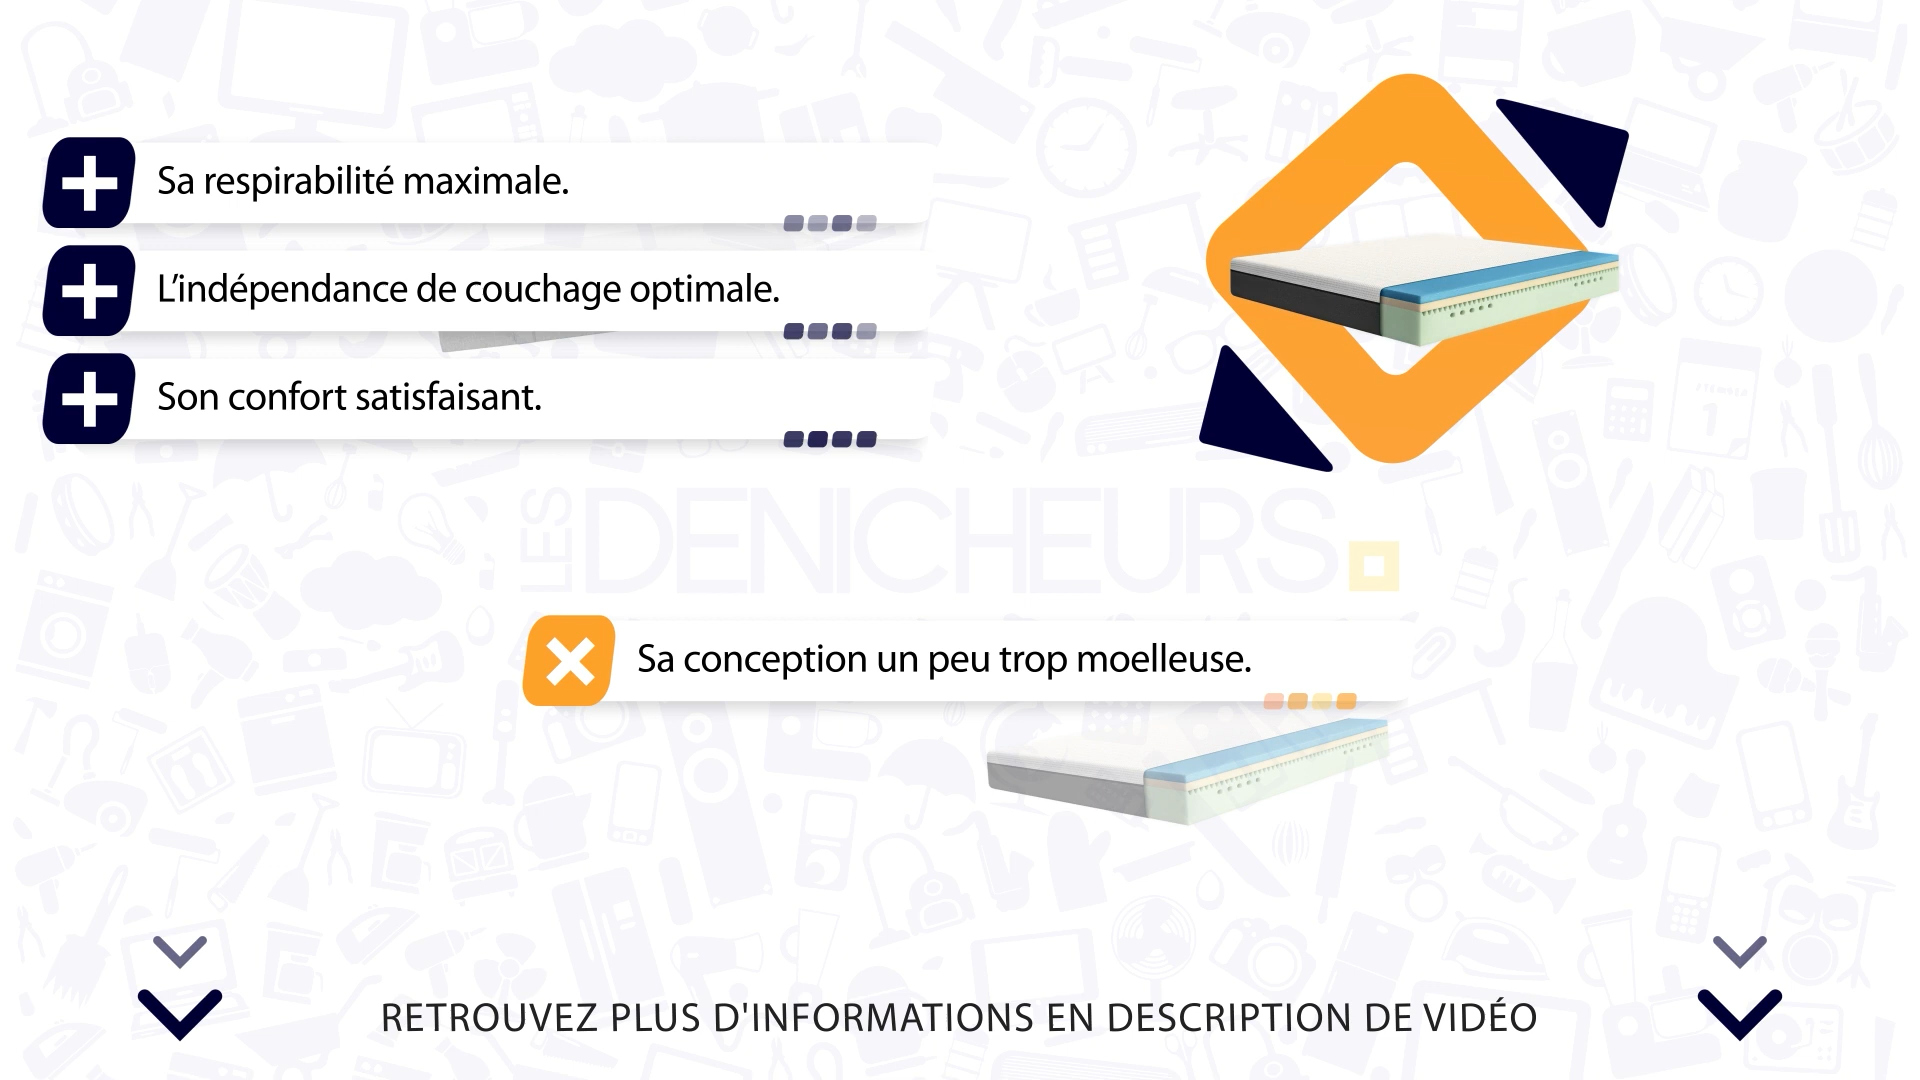 Sa respirabilité maximale.
L’indépendance de couchage optimale.
Son confort satisfaisant.
LES DENICHEURS
Sa conception un peu trop moelleuse.
RETROUVEZ PLUS D'INFORMATIONS EN DESCRIPTION DE VIDÉO